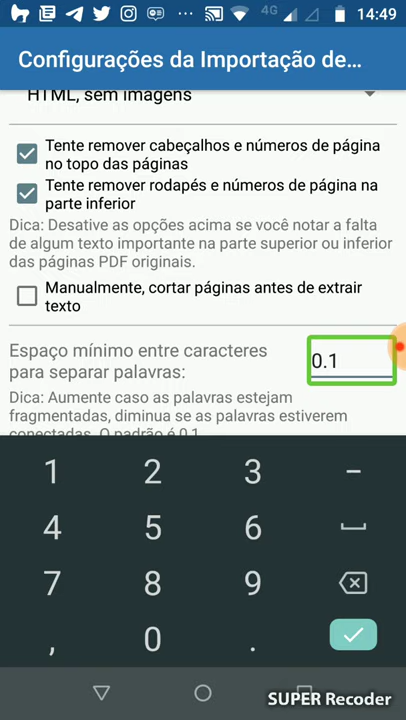 4G 14:49
Configurações da Importação de…
HTML, sem imagens
Tente remover cabeçalhos e números de página
no topo das páginas
Tente remover rodapés e números de página na
parte inferior
Dica: Desative as opções acima se você notar a falta
de algum texto importante na parte superior ou inferior
das páginas PDF originais.
Manualmente, cortar páginas antes de extrair
texto
Espaço mínimo entre caracteres
para separar palavras:
0.1
Dica: Aumente caso as palavras estejam
fragmentadas, diminua se as palavras estiverem
conectadas. O padrão é 0.1
1 2 3 –
4 5 6
7 8 9
, 0 .
SUPER Recoder